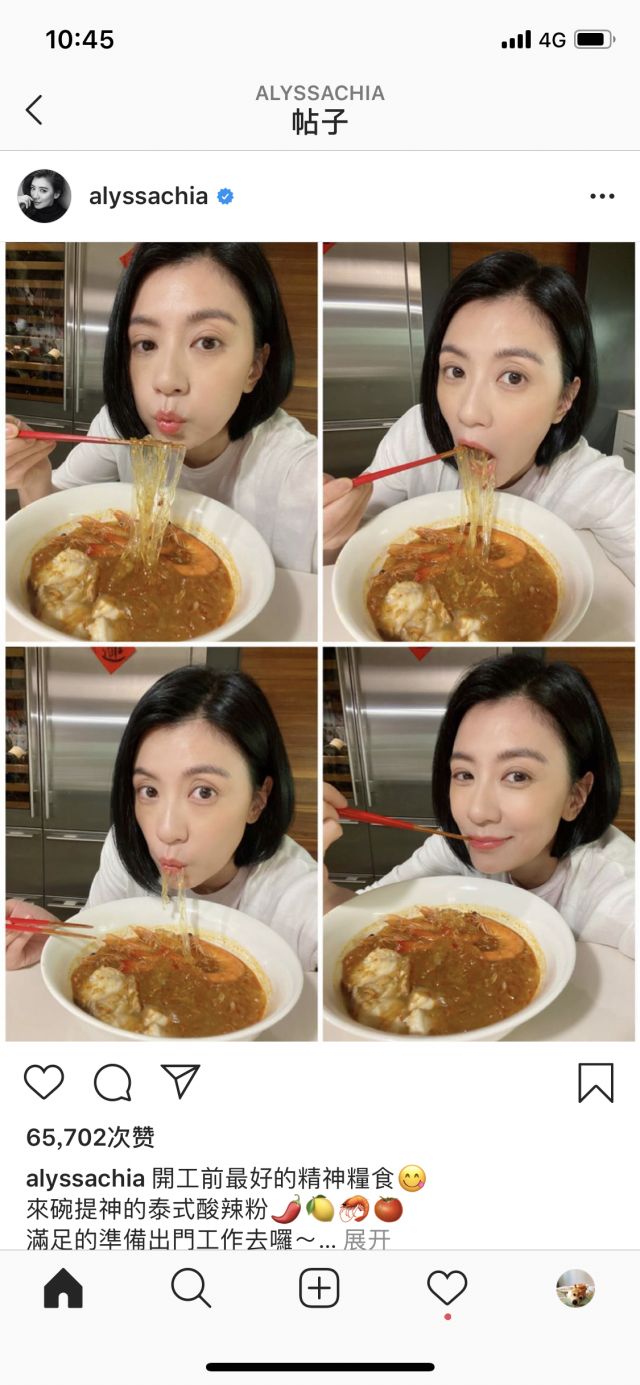 10:45
4G
ALYSSACHIA
帖子
alyssachia
65,702次赞
alyssachia 開工前最好的精神糧食😋
來碗提神的泰式酸辣粉🌶️🍋🦐🍅
滿足的準備出門工作去囉～... 展开